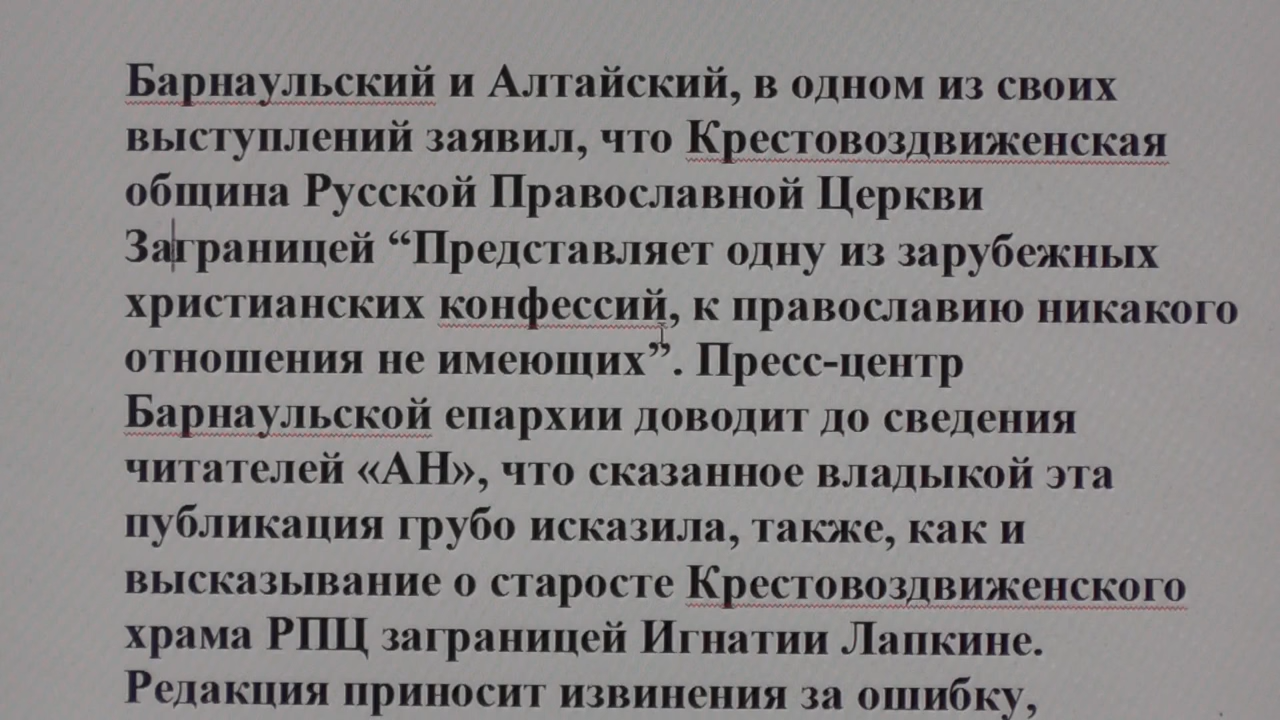 Барнаульский и Алтайский, в одном из своих
выступлений заявил, что Крестовоздвиженская
община Русской Православной Церкви
Заграницей “Представляет одну из зарубежных
христианских конфессий, к православию никакого
отношения не имеющих”. Пресс-центр
Барнаульской епархии доводит до сведения
читателей «АН», что сказанное владыкой эта
публикация грубо исказила, также, как и
высказывание о старосте Крестовоздвиженского
храма РПЦ заграницей Игнатии Лапкине.
Редакция приносит извинения за ошибку,